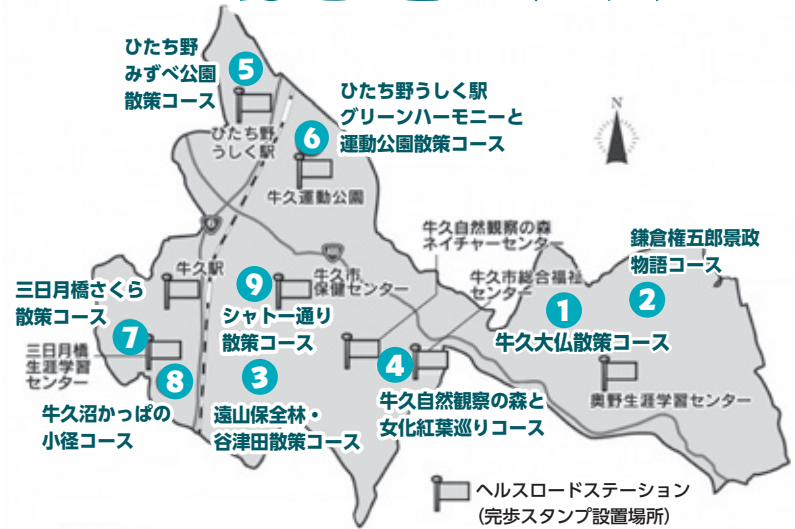 ひたち野
みずべ公園
散策コース
5
ひたち野うしく駅
グリーンハーモニーと
運動公園散策コース
6
ひたち野
うしく駅
牛久運動公園
N
牛久自然観察の森
ネイチャーセンター
鎌倉権五郎景政
物語コース
2
牛久駅
牛久市
保健センター
牛久市総合福祉
センター
三日月橋さくら
散策コース
7
9
シャトー通り
散策コース
1
牛久大仏散策コース
三日月橋
生涯学習
センター
8
牛久沼かっぱの
小径コース
3
遠山保全林・
谷津田散策コース
4
牛久自然観察の森と
女化紅葉巡りコース
奥野生涯学習センター
ヘルスロードステーション
(完歩スタンプ設置場所)